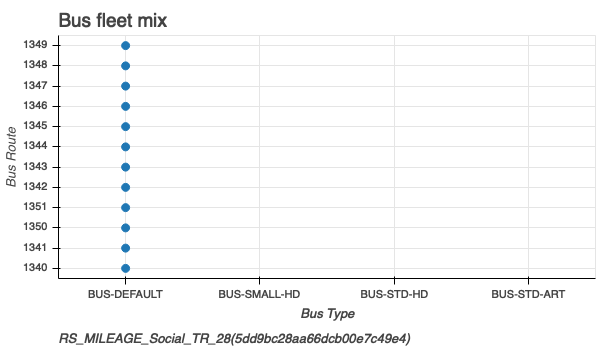 Bus fleet mix
Bus Route
1349
1348
1347
1346
1345
1344
1343
1342
1351
1350
1341
1340
BUS-DEFAULT BUS-SMALL-HD BUS-STD-HD BUS-STD-ART
Bus Type
RS_MILEAGE_Social_TR_28(5dd9bc28aa66dcb00e7c49e4)